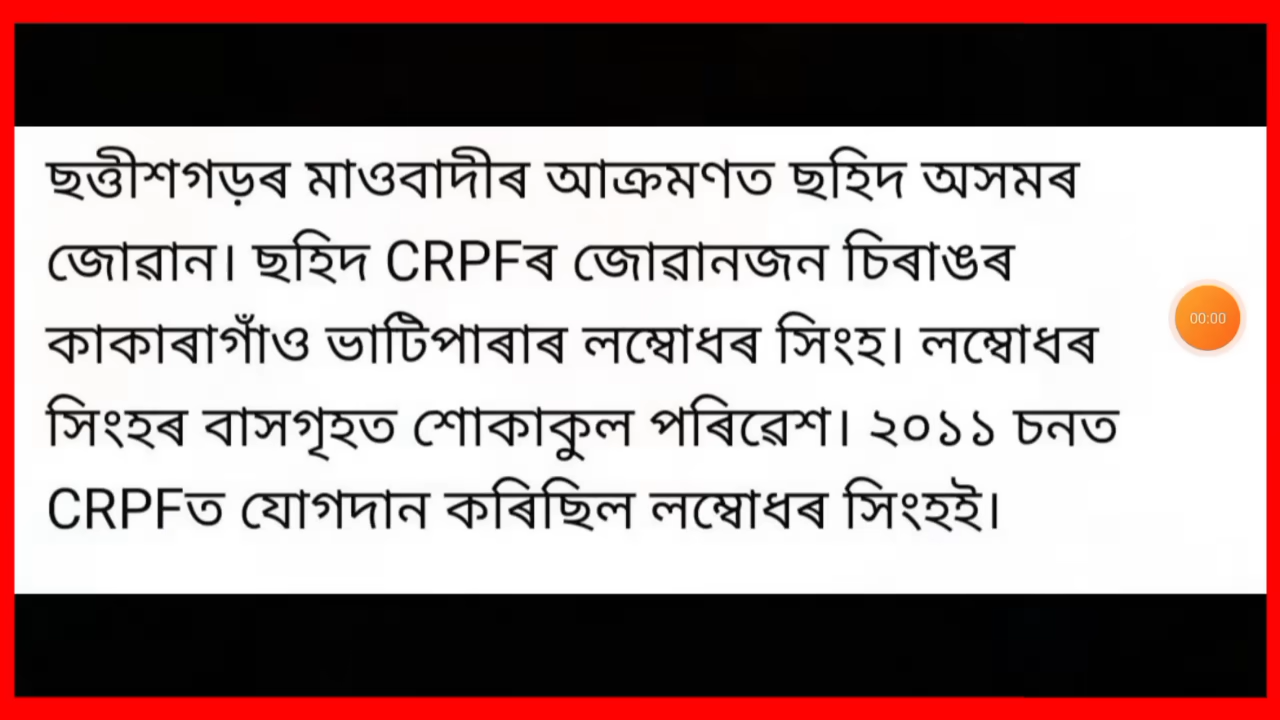 ছত্তীশগড়ৰ মাওবাদীৰ আক্ৰমণত ছহিদ অসমৰ
জোৱান। ছহিদ CRPFৰ জোৱানজন চিৰাঙৰ
কাকাৰাগাঁও ভাটিপাৰাৰ লম্বোধৰ সিংহ। লম্বোধৰ
সিংহৰ বাসগৃহত শোকাকুল পৰিৱেশ। ২০১১ চনত
CRPFত যোগদান কৰিছিল লম্বোধৰ সিংহই।
00:00